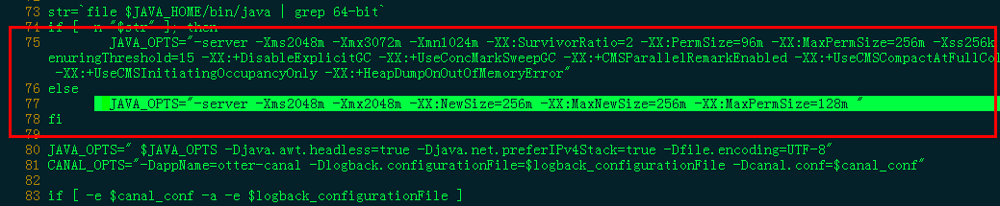 73 str=`file $JAVA_HOME/bin/java | grep 64-bit`
74 if [ -n "$str" ]; then
75 JAVA_OPTS="-server -Xms2048m -Xmx3072m -Xmn1024m -XX:SurvivorRatio=2 -XX:PermSize=96m -XX:MaxPermSize=256m -Xss256k
enuringThreshold=15 -XX:+DisableExplicitGC -XX:+UseConcMarkSweepGC -XX:+CMSParallelRemarkEnabled -XX:+UseCMSCompactAtFullCol
-XX:+UseCMSInitiatingOccupancyOnly -XX:+HeapDumpOnOutOfMemoryError"
76 else
77 JAVA_OPTS="-server -Xms2048m -Xmx2048m -XX:NewSize=256m -XX:MaxNewSize=256m -XX:MaxPermSize=128m "
78 fi
79
80 JAVA_OPTS=" $JAVA_OPTS -Djava.awt.headless=true -Djava.net.preferIPv4Stack=true -Dfile.encoding=UTF-8"
81 CANAL_OPTS="-DappName=otter-canal -Dlogback.configurationFile=$logback_configurationFile -Dcanal.conf=$canal_conf"
82
83 if [ -e $canal_conf -a -e $logback_configurationFile ]